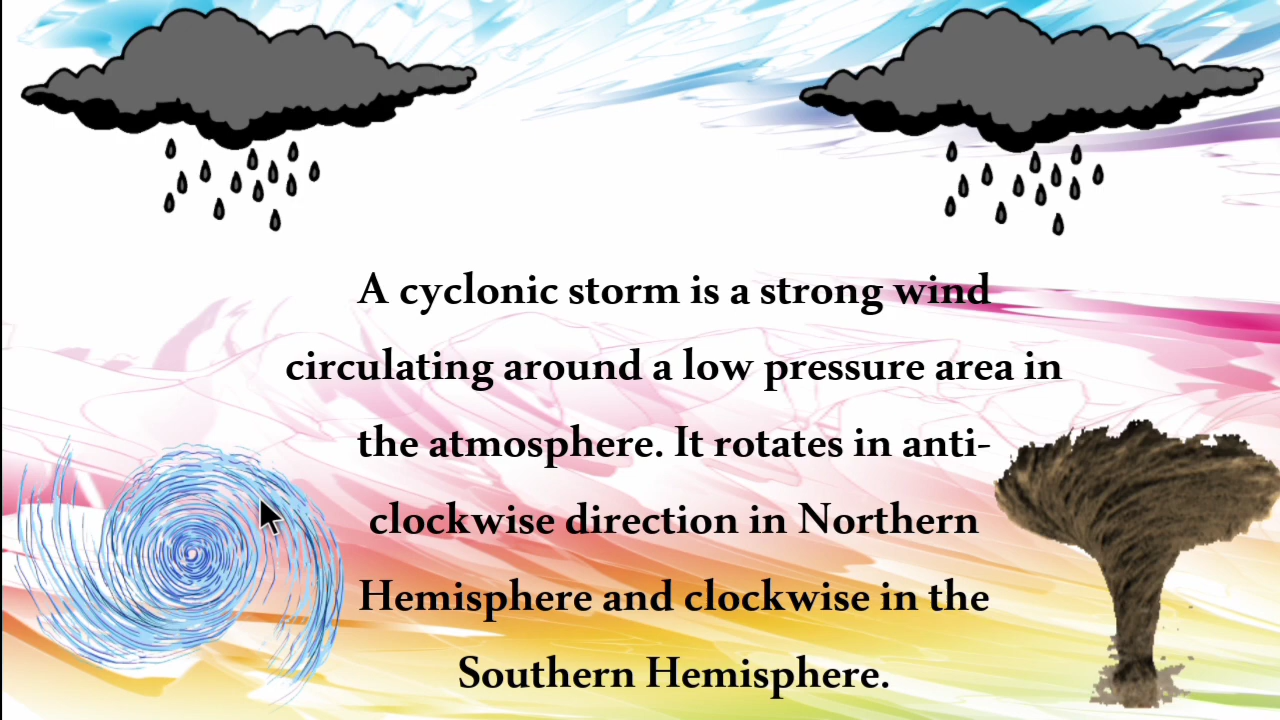 A cyclonic storm is a strong wind
circulating around a low pressure area in
the atmosphere. It rotates in anti-
clockwise direction in Northern
Hemisphere and clockwise in the
Southern Hemisphere.